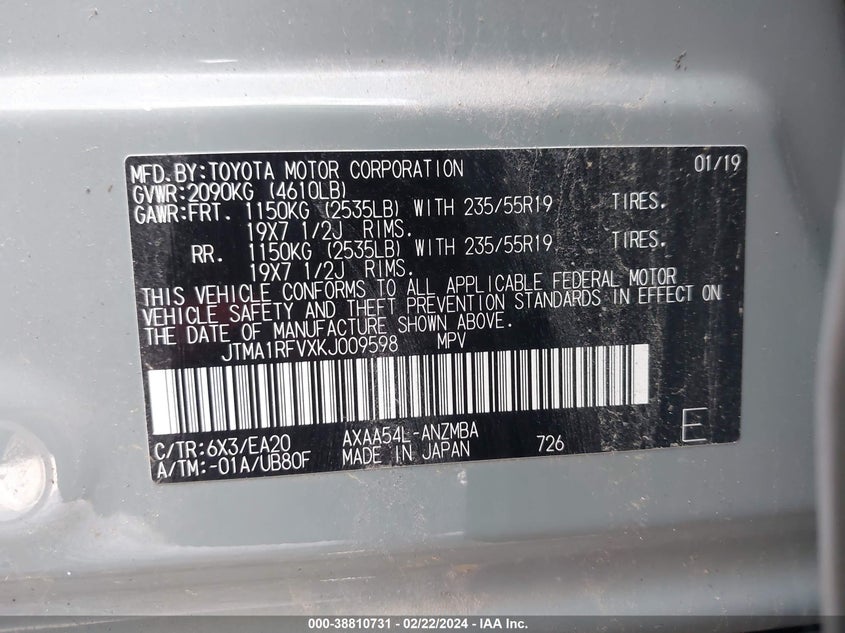 MFD.BY:TOYOTA MOTOR CORPORATION 01/19
GVWR:2090KG (4610LB)
GAWR:FRT. 1150KG (2535LB) WITH 235/55R19 TIRES.
19X7 1/2J RIMS.
RR. 1150KG (2535LB) WITH 235/55R19 TIRES.
19X7 1/2J RIMS.
THIS VEHICLE CONFORMS TO ALL APPLICABLE FEDERAL MOTOR
VEHICLE SAFETY AND THEFT PREVENTION STANDARDS IN EFFECT ON
THE DATE OF MANUFACTURE SHOWN ABOVE.
JTMA1RFVXKJ009598 MPV
C/TR:6X3/EA20 AXAA54L-ANZMBA
A/TM:-01A/UB80F MADE IN JAPAN 726 E
000-38810731 - 02/22/2024 - IAA Inc.